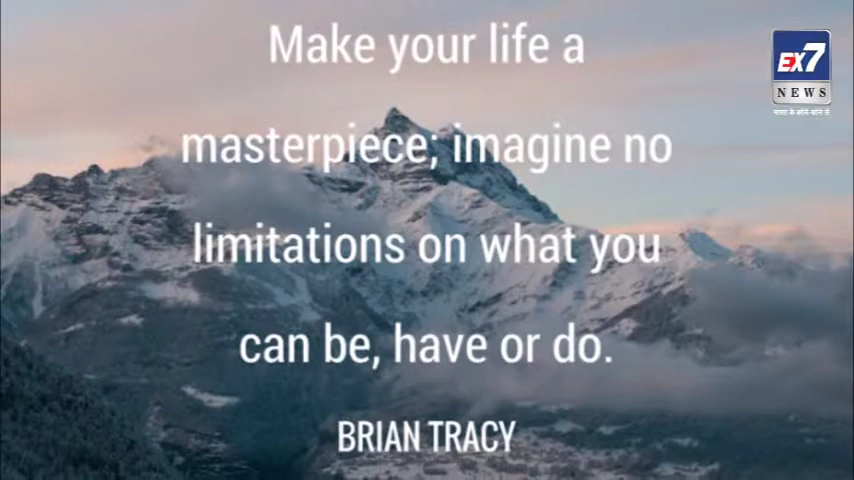 Make your life a
masterpiece; imagine no
limitations on what you
can be, have or do.
BRIAN TRACY
EX7
NEWS
भारत के कोने-कोने से